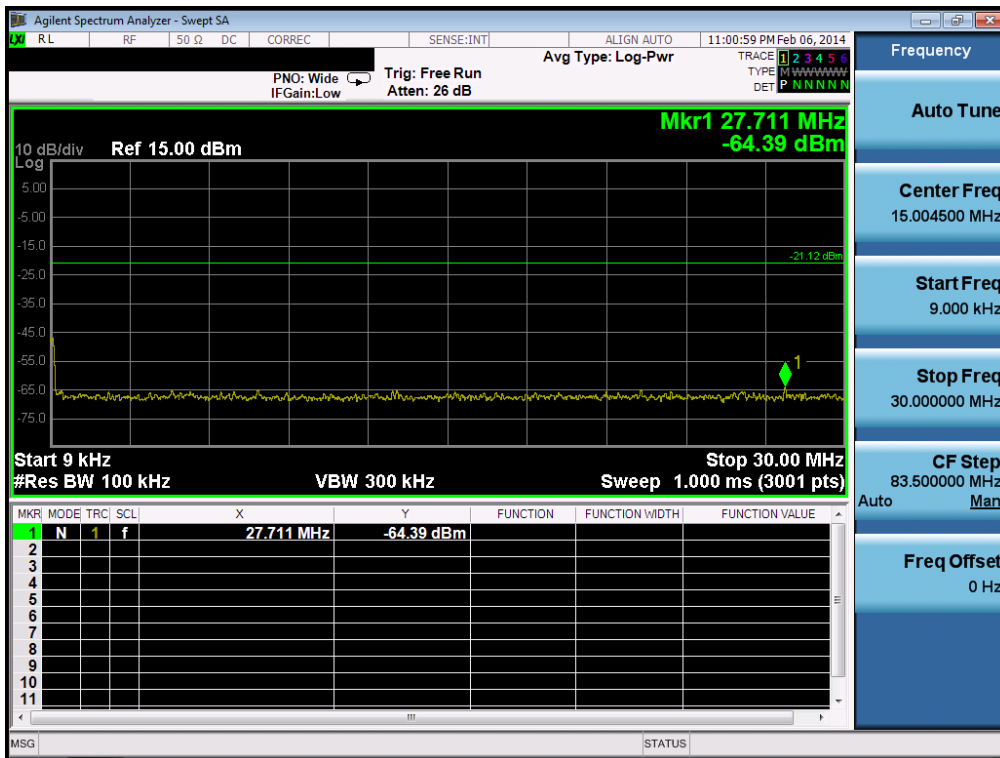 Agilent Spectrum Analyzer - Swept SA
LXI RL RF 50 Ω DC CORREC SENSE:INT ALIGN AUTO 11:00:59 PM Feb 06, 2014
PNO: Wide
IFGain:Low
Trig: Free Run
Atten: 26 dB
Avg Type: Log-Pwr
TRACE 1 2 3 4 5 6
TYPE M WWWWW
DET P N N N N N
Mkr1 27.711 MHz
-64.39 dBm
10 dB/div Ref 15.00 dBm
Log
5.00
-5.00
-15.0
-21.12 dBm
-25.0
-35.0
-45.0
-55.0
1
-65.0
-75.0
Start 9 kHz
Stop 30.00 MHz
#Res BW 100 kHz VBW 300 kHz Sweep 1.000 ms (3001 pts)
MKR MODE TRC SCL X Y FUNCTION FUNCTION WIDTH FUNCTION VALUE
1 N 1 f 27.711 MHz -64.39 dBm
2
3
4
5
6
7
8
9
10
11
MSG STATUS
Frequency
Auto Tune
Center Freq
15.004500 MHz
Start Freq
9.000 kHz
Stop Freq
30.000000 MHz
CF Step
83.500000 MHz
Auto Man
Freq Offset
0 Hz